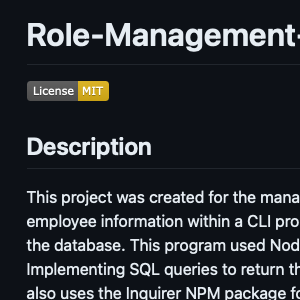 Role-Management-
License MIT
Description
This project was created for the mana
employee information within a CLI pro
the database. This program used Nod
Implementing SQL queries to return th
also uses the Inquirer NPM package fo